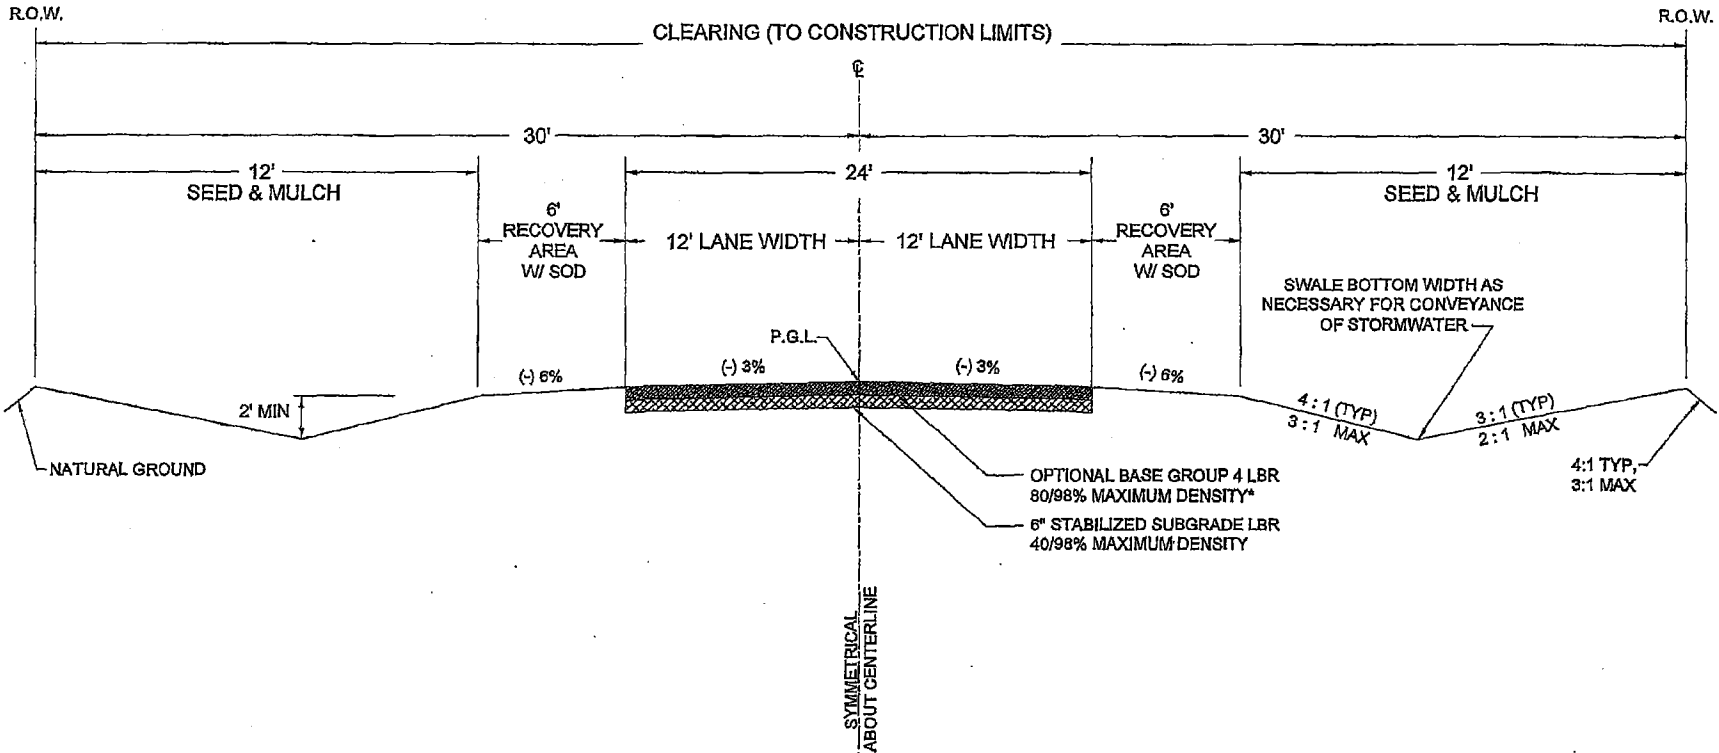 R.O.W.
R.O.W.
CLEARING (TO CONSTRUCTION LIMITS)
℄
30'
30'
12'
SEED & MULCH
24'
12'
SEED & MULCH
6'
RECOVERY
AREA
W/ SOD
12' LANE WIDTH
12' LANE WIDTH
6'
RECOVERY
AREA
W/ SOD
SWALE BOTTOM WIDTH AS
NECESSARY FOR CONVEYANCE
OF STORMWATER
P.G.L.
(-) 6%
(-) 3%
(-) 3%
(-) 6%
2' MIN
4 : 1 (TYP)
3 : 1 MAX
3 : 1 (TYP)
2 : 1 MAX
NATURAL GROUND
4:1 TYP,
3:1 MAX
OPTIONAL BASE GROUP 4 LBR
80/98% MAXIMUM DENSITY*
6" STABILIZED SUBGRADE LBR
40/98% MAXIMUM DENSITY
SYMMETRICAL
ABOUT CENTERLINE